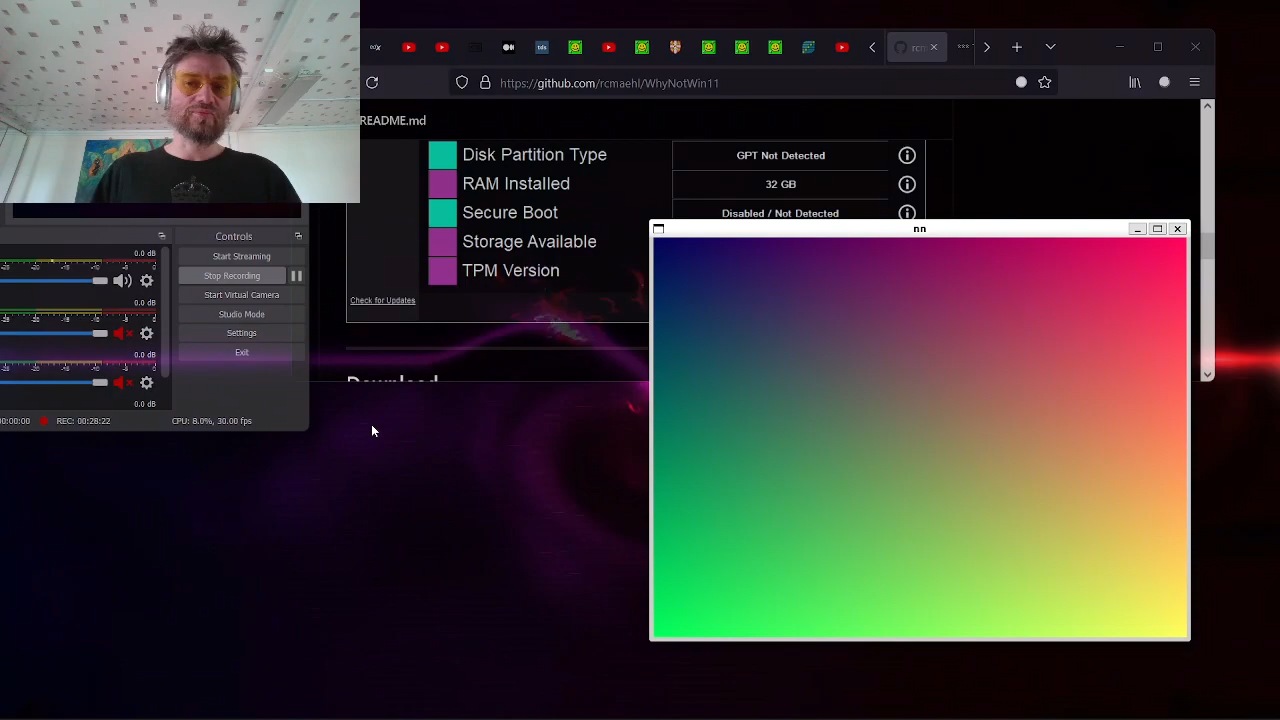 https://github.com/rcmaehl/WhyNotWin11
rcm
README.md
Disk Partition Type
GPT Not Detected
RAM Installed
32 GB
Secure Boot
Disabled / Not Detected
Storage Available
TPM Version
Check for Updates
Download
nn
Controls
Start Streaming
Stop Recording
Start Virtual Camera
Studio Mode
Settings
Exit
0.0 dB
0.0 dB
0.0 dB
0.0 dB
REC: 00:28:22
CPU: 8.0%, 30.00 fps